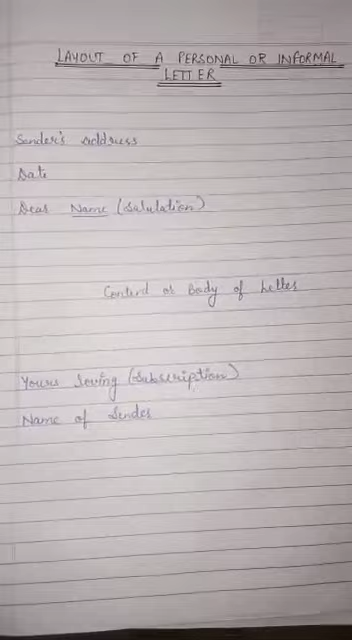 LAYOUT OF A PERSONAL OR INFORMAL
LETTER
Sender's address
Date
Dear Name (Salutation)
Content or Body of Letter
Yours loving (Subscription)
Name of Sender